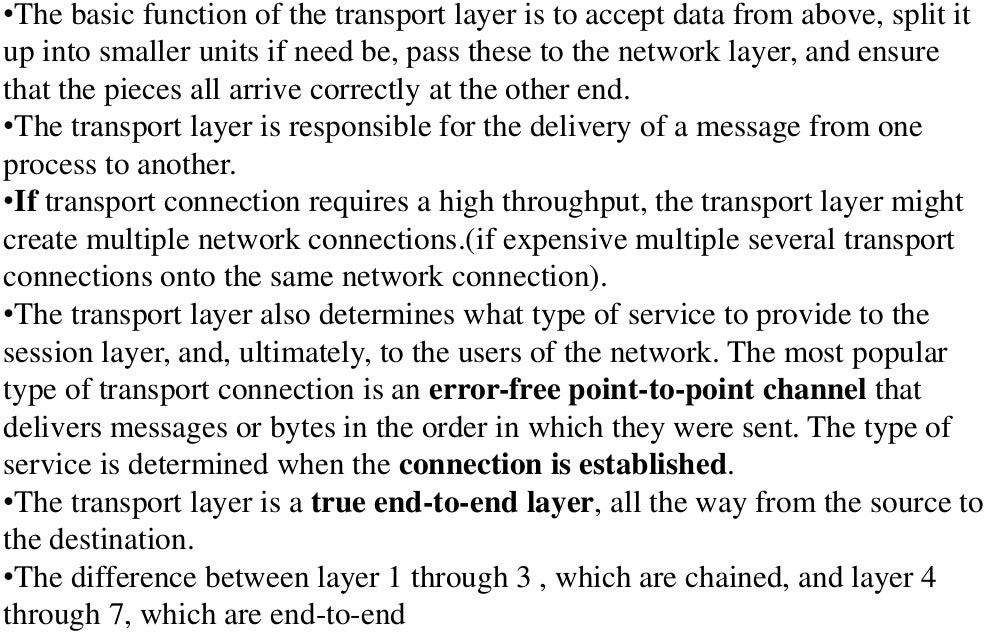 •The basic function of the transport layer is to accept data from above, split it
up into smaller units if need be, pass these to the network layer, and ensure
that the pieces all arrive correctly at the other end.
•The transport layer is responsible for the delivery of a message from one
process to another.
•If transport connection requires a high throughput, the transport layer might
create multiple network connections.(if expensive multiple several transport
connections onto the same network connection).
•The transport layer also determines what type of service to provide to the
session layer, and, ultimately, to the users of the network. The most popular
type of transport connection is an error-free point-to-point channel that
delivers messages or bytes in the order in which they were sent. The type of
service is determined when the connection is established.
•The transport layer is a true end-to-end layer, all the way from the source to
the destination.
•The difference between layer 1 through 3 , which are chained, and layer 4
through 7, which are end-to-end